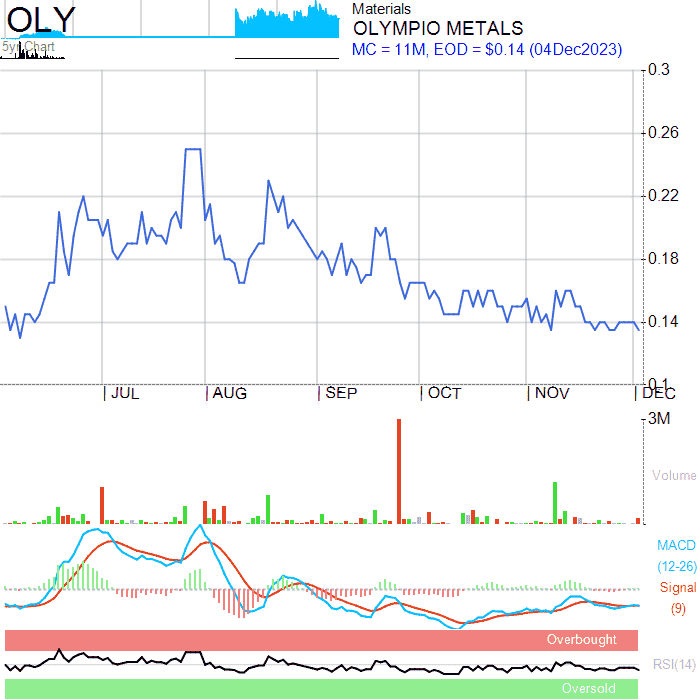 OLY
Materials
OLYMPIO METALS
MC = 11M, EOD = $0.14 (04Dec2023)
5yr Chart
0.3
0.26
0.22
0.18
0.14
0.1
JUL AUG SEP OCT NOV DEC
3M
Volume
MACD
(12-26)
Signal
(9)
Overbought
RSI(14)
Oversold